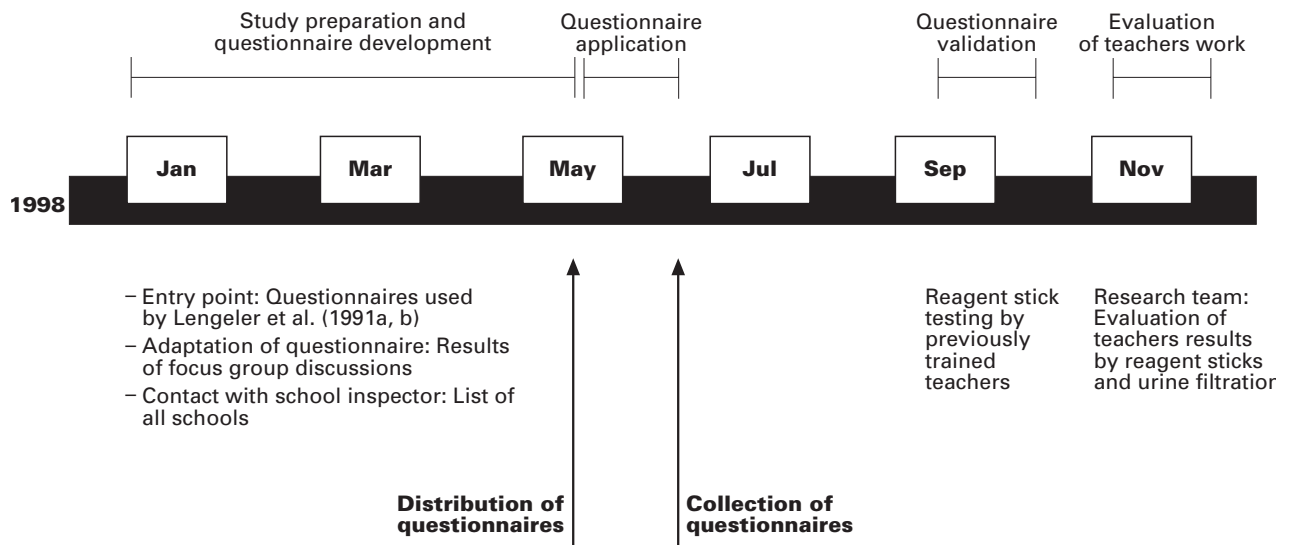 Study preparation and
questionnaire development
Questionnaire
application
Questionnaire
validation
Evaluation
of teachers work
Jan
Mar
May
Jul
Sep
Nov
1998
– Entry point: Questionnaires used
by Lengeler et al. (1991a, b)
– Adaptation of questionnaire: Results
of focus group discussions
– Contact with school inspector: List of
all schools
Reagent stick
testing by
previously
trained
teachers
Research team:
Evaluation of
teachers results
by reagent sticks
and urine filtration
Distribution of
questionnaires
Collection of
questionnaires